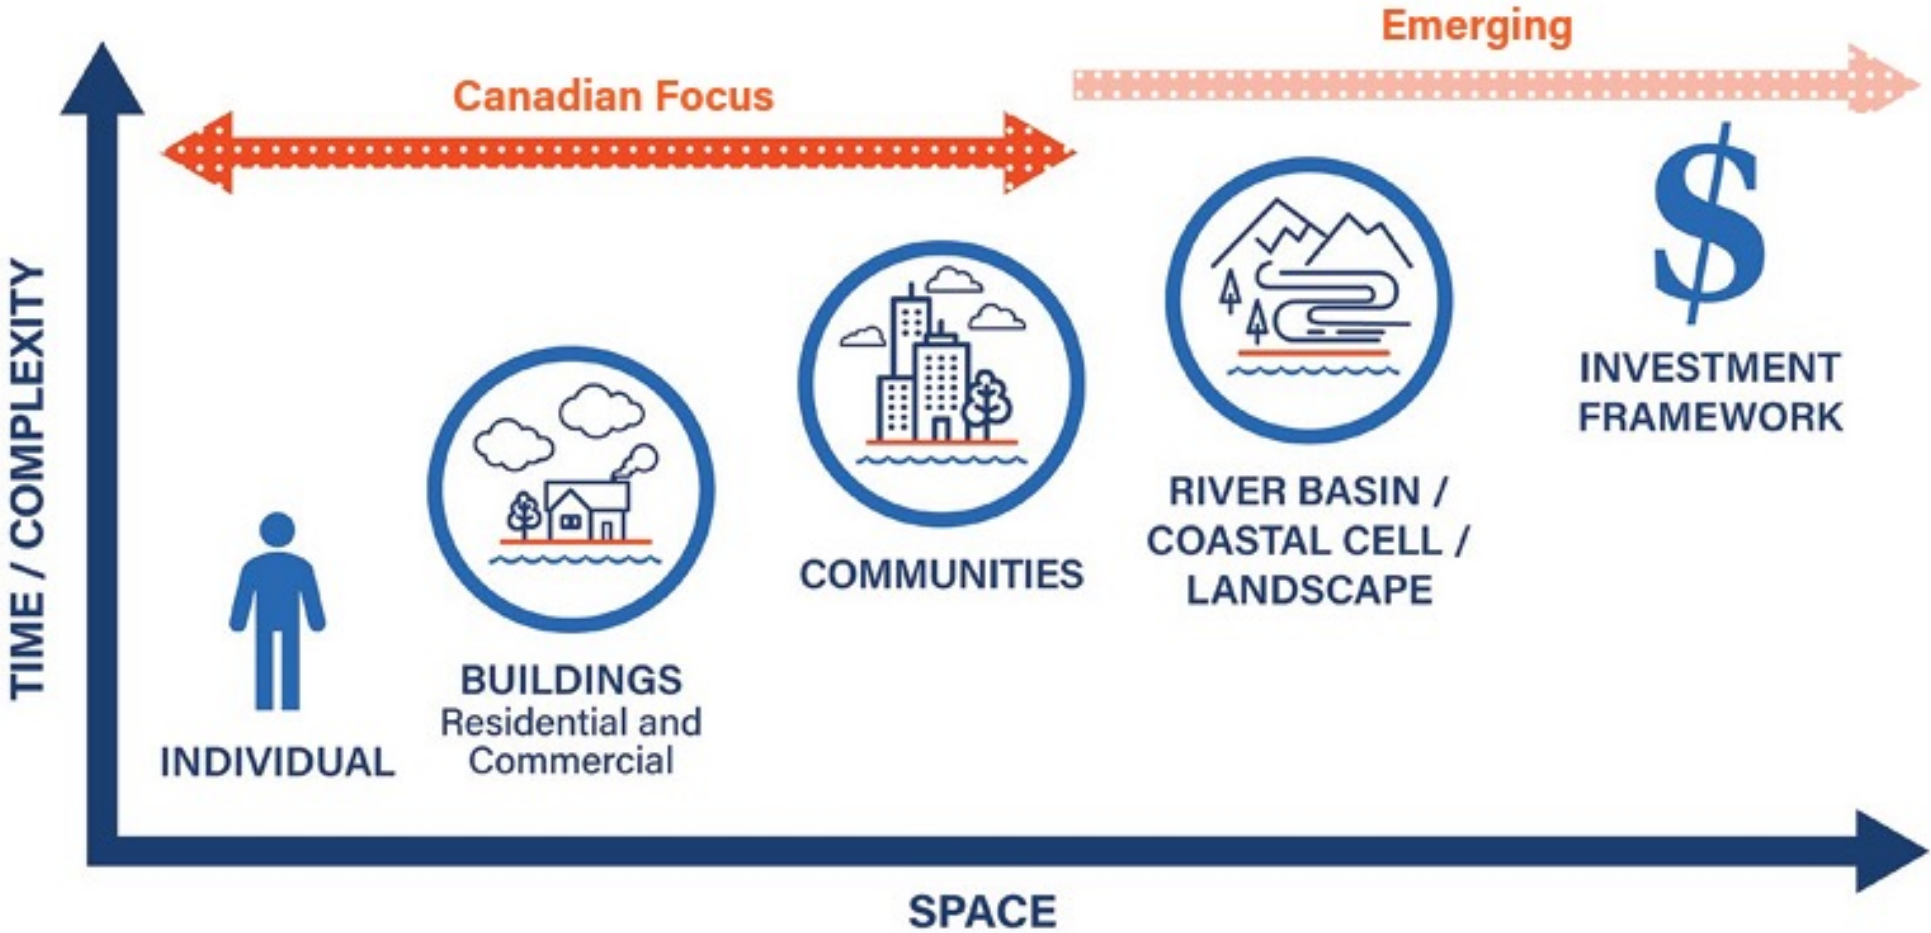 Emerging
Canadian Focus
TIME / COMPLEXITY
INDIVIDUAL
BUILDINGS
Residential and
Commercial
COMMUNITIES
RIVER BASIN /
COASTAL CELL /
LANDSCAPE
$
INVESTMENT
FRAMEWORK
SPACE